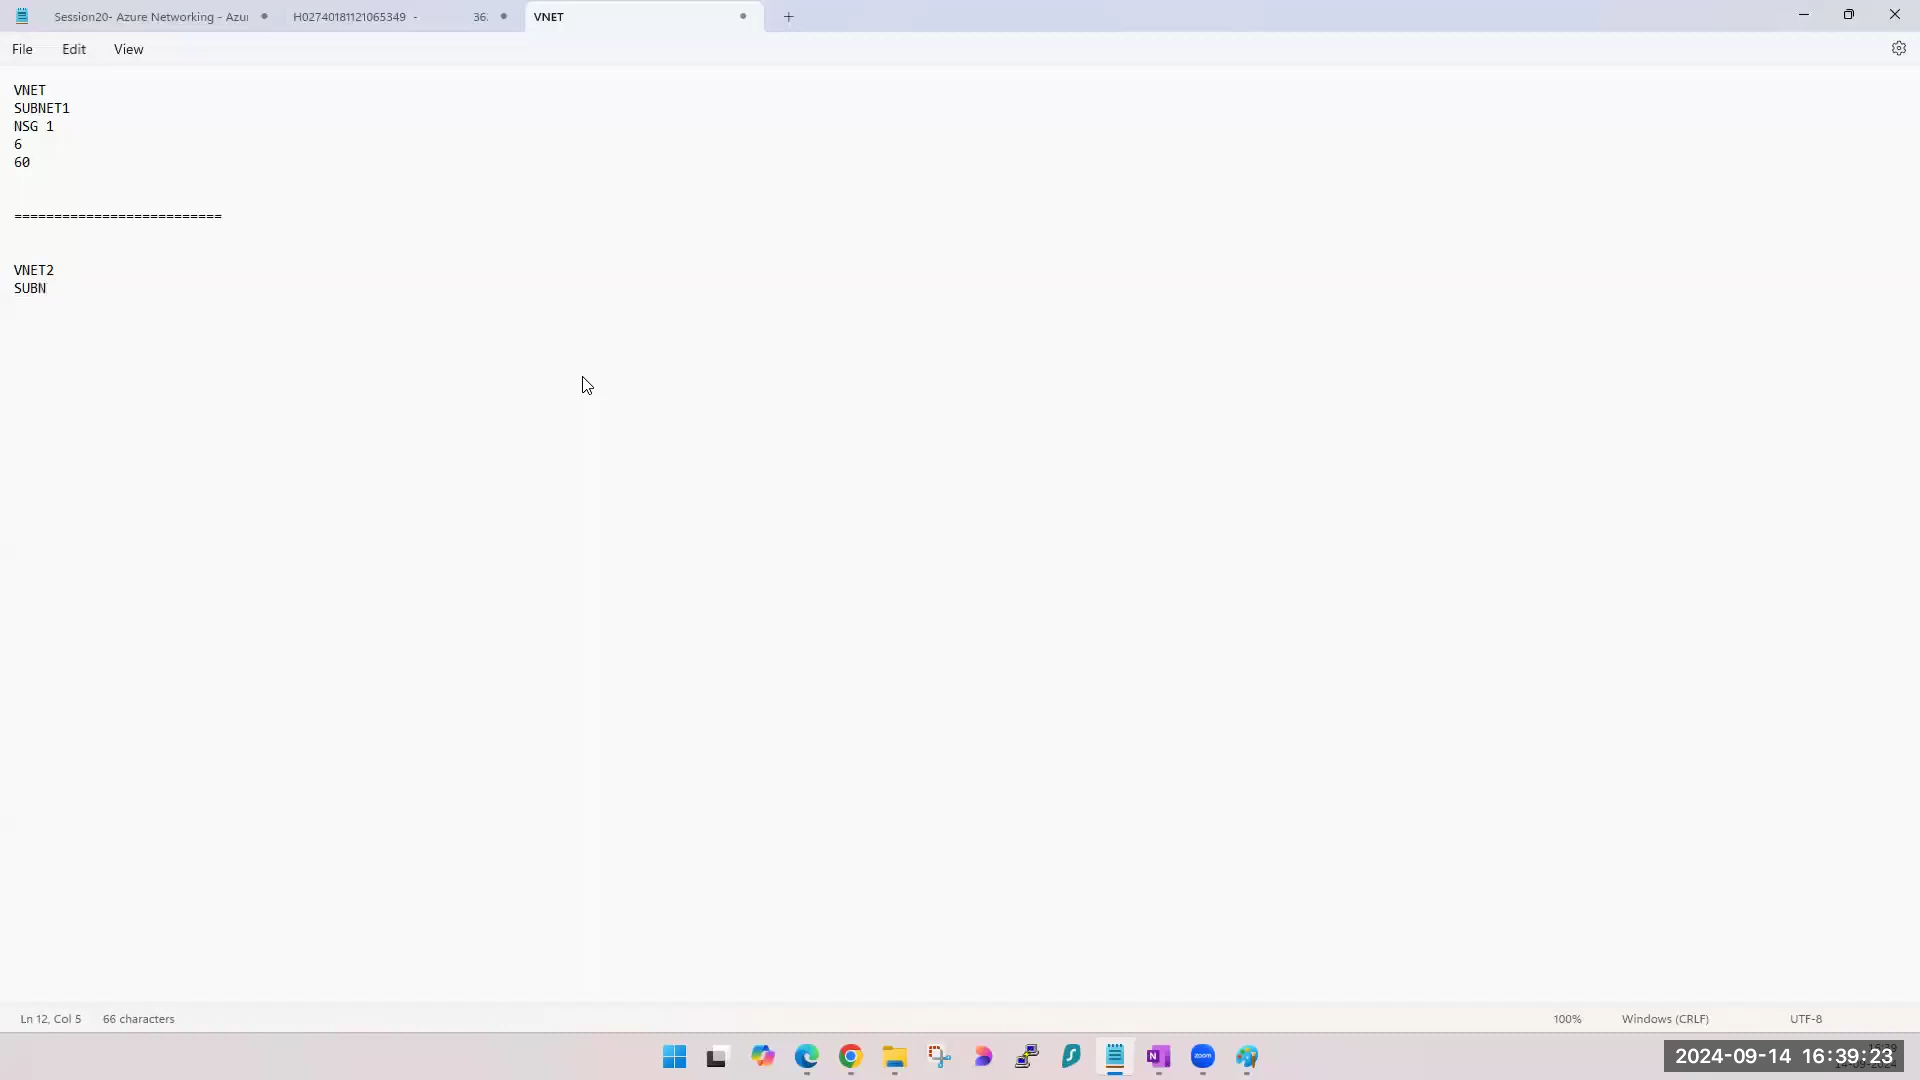 Session20- Azure Networking - Azu
H02740181121065349 - 36:
VNET
File Edit View
VNET
SUBNET1
NSG 1
6
60
==========================
VNET2
SUBN
Ln 12, Col 5 66 characters
100%
Windows (CRLF)
UTF-8
zoom
2024-09-14 16:39:23